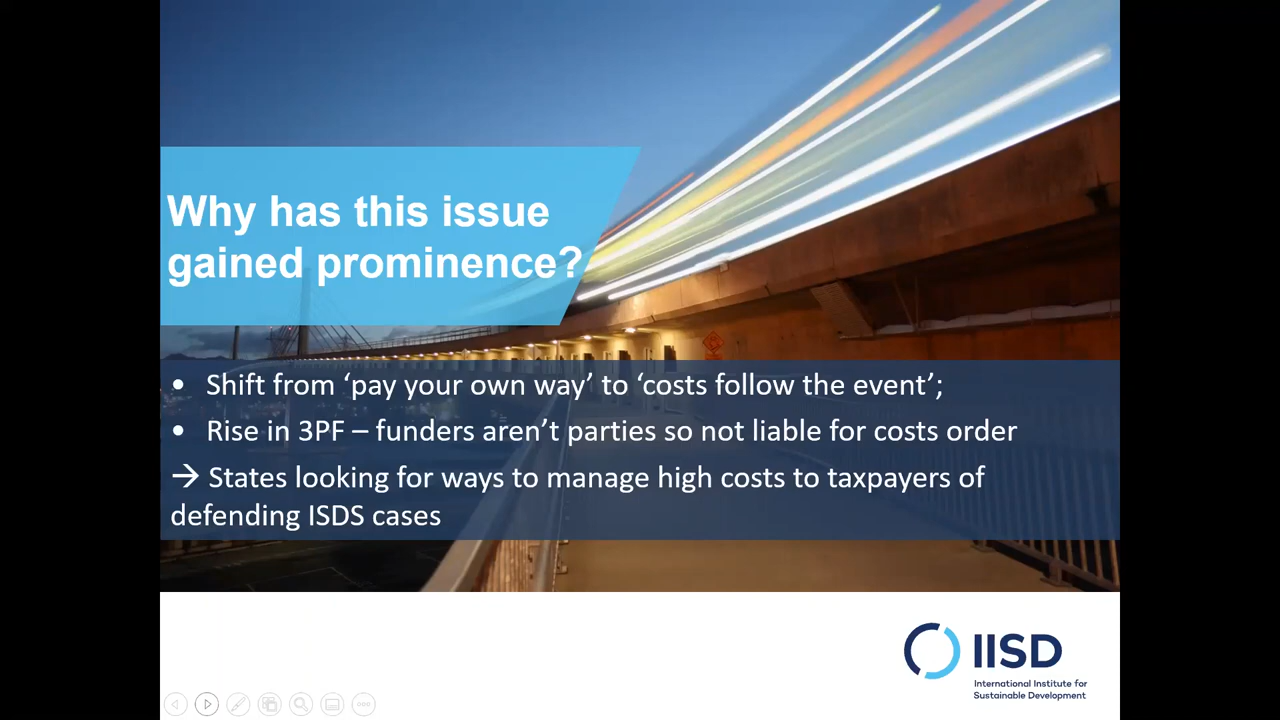 Why has this issue
gained prominence?
• Shift from ‘pay your own way’ to ‘costs follow the event’;
• Rise in 3PF – funders aren’t parties so not liable for costs order
→ States looking for ways to manage high costs to taxpayers of
defending ISDS cases
IISD
International Institute for
Sustainable Development